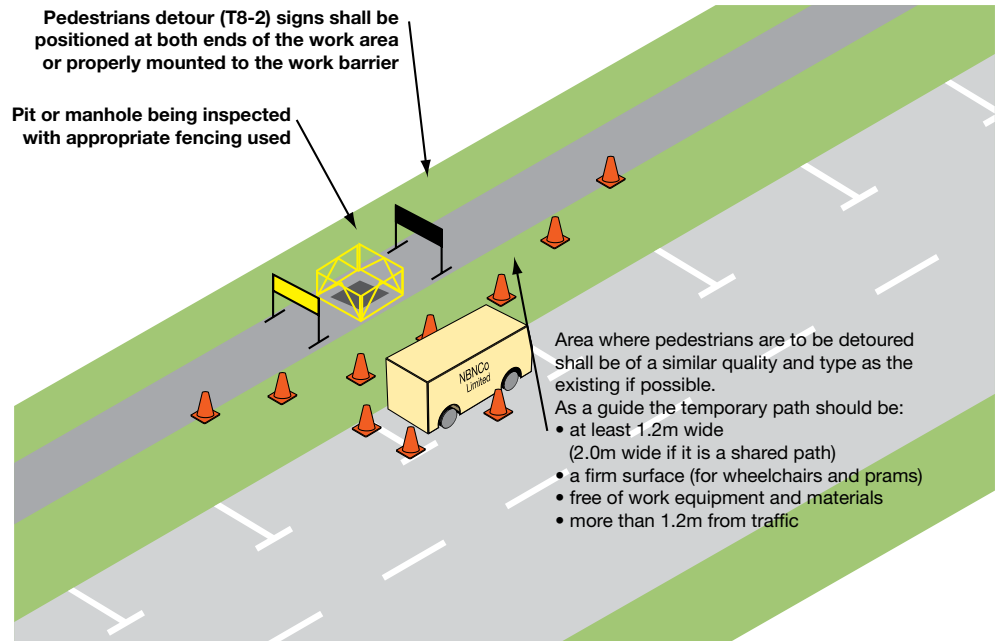 Pedestrians detour (T8-2) signs shall be
positioned at both ends of the work area
or properly mounted to the work barrier
Pit or manhole being inspected
with appropriate fencing used
NBNCo
Limited
Area where pedestrians are to be detoured
shall be of a similar quality and type as the
existing if possible.
As a guide the temporary path should be:
• at least 1.2m wide
(2.0m wide if it is a shared path)
• a firm surface (for wheelchairs and prams)
• free of work equipment and materials
• more than 1.2m from traffic